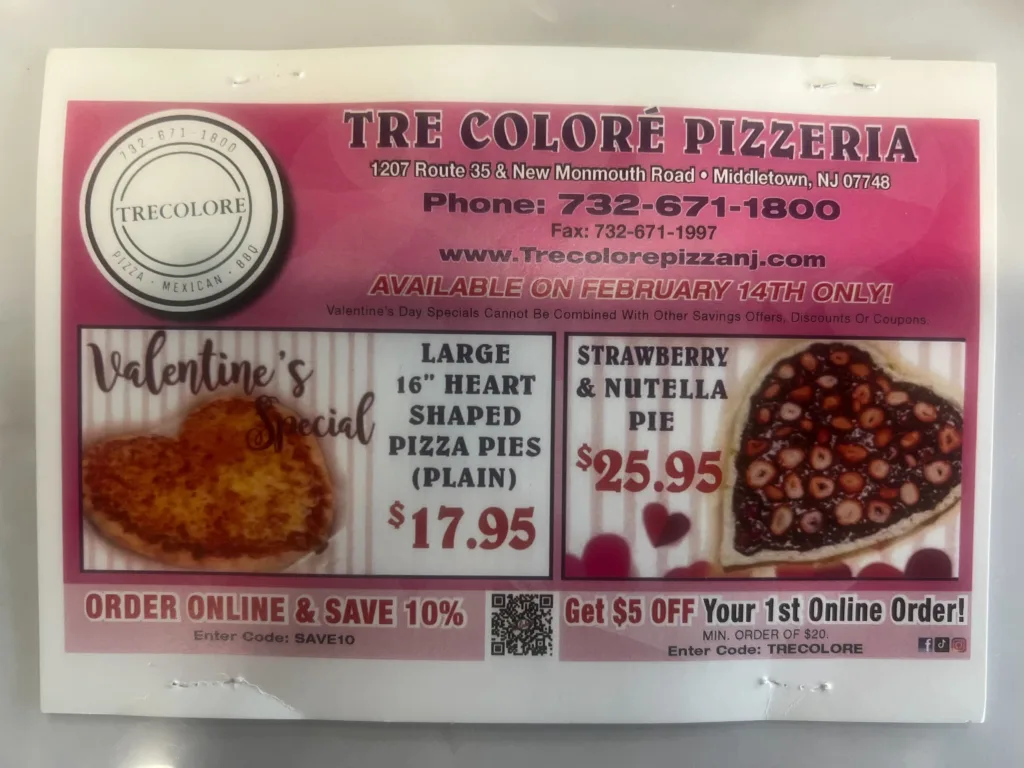 732-671-1800
TRECOLORE
PIZZA · MEXICAN · BBQ
TRE COLORÉ PIZZERIA
1207 Route 35 & New Monmouth Road • Middletown, NJ 07748
Phone: 732-671-1800
Fax: 732-671-1997
www.Trecolorepizzanj.com
AVAILABLE ON FEBRUARY 14TH ONLY!
Valentine's Day Specials Cannot Be Combined With Other Savings Offers, Discounts Or Coupons.
Valentine's
Special
LARGE
16" HEART
SHAPED
PIZZA PIES
(PLAIN)
$17.95
STRAWBERRY
& NUTELLA
PIE
$25.95
ORDER ONLINE & SAVE 10%
Enter Code: SAVE10
Get $5 OFF Your 1st Online Order!
MIN. ORDER OF $20.
Enter Code: TRECOLORE